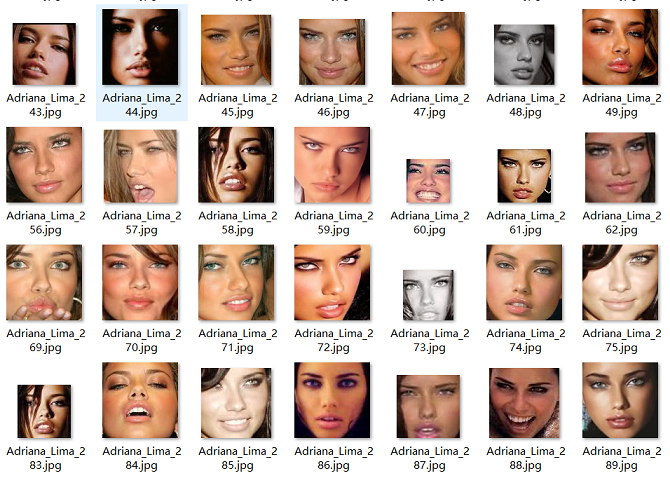 Adriana_Lima_2
43.jpg
Adriana_Lima_2
44.jpg
Adriana_Lima_2
45.jpg
Adriana_Lima_2
46.jpg
Adriana_Lima_2
47.jpg
Adriana_Lima_2
48.jpg
Adriana_Lima_2
49.jpg
Adriana_Lima_2
56.jpg
Adriana_Lima_2
57.jpg
Adriana_Lima_2
58.jpg
Adriana_Lima_2
59.jpg
Adriana_Lima_2
60.jpg
Adriana_Lima_2
61.jpg
Adriana_Lima_2
62.jpg
Adriana_Lima_2
69.jpg
Adriana_Lima_2
70.jpg
Adriana_Lima_2
71.jpg
Adriana_Lima_2
72.jpg
Adriana_Lima_2
73.jpg
Adriana_Lima_2
74.jpg
Adriana_Lima_2
75.jpg
Adriana_Lima_2
83.jpg
Adriana_Lima_2
84.jpg
Adriana_Lima_2
85.jpg
Adriana_Lima_2
86.jpg
Adriana_Lima_2
87.jpg
Adriana_Lima_2
88.jpg
Adriana_Lima_2
89.jpg